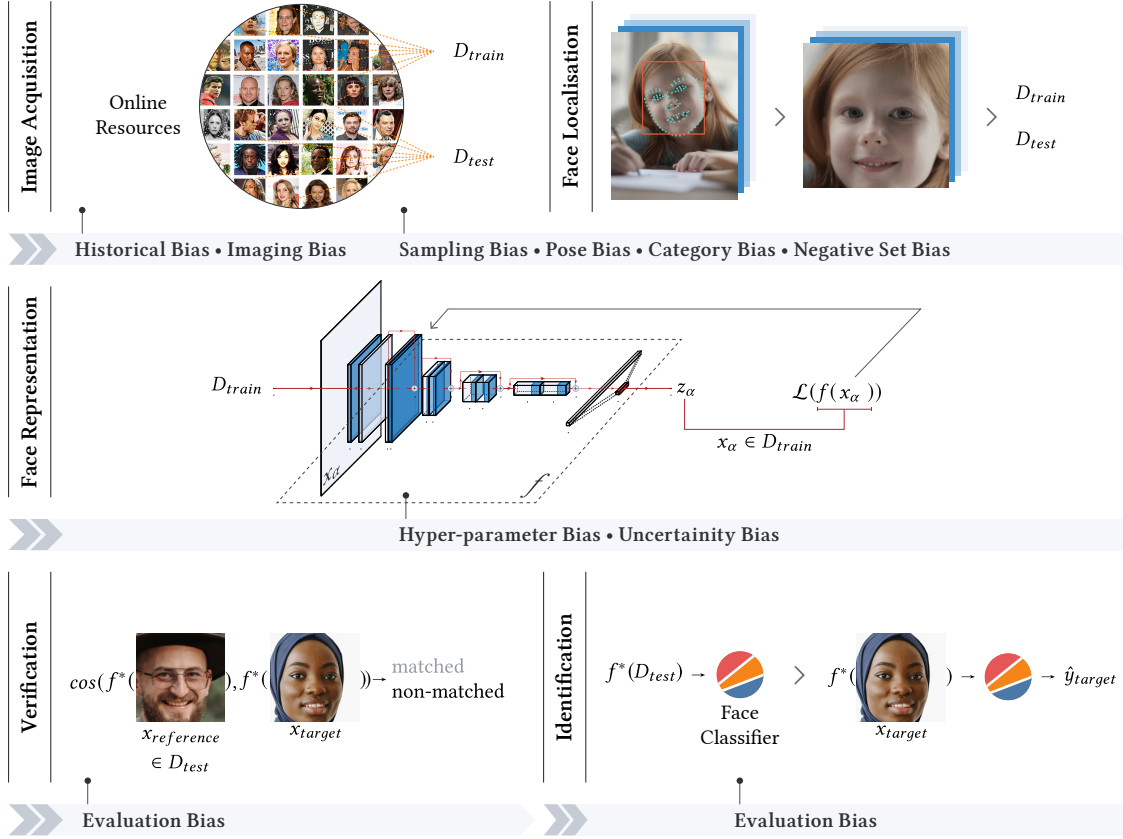 Image Acquisition
Online
Resources
D_train
D_test
Face Localisation
D_train
D_test
Historical Bias • Imaging Bias
Sampling Bias • Pose Bias • Category Bias • Negative Set Bias
Face Representation
D_train
x_α
f
z_α
ℒ(f(x_α))
x_α ∈ D_train
Hyper-parameter Bias • Uncertainity Bias
Verification
cos(f*( ), f*( )) →
matched
non-matched
x_reference
∈ D_test
x_target
Identification
f*(D_test) →
Face
Classifier
>
f*( ) → → ŷ_target
x_target
Evaluation Bias
Evaluation Bias